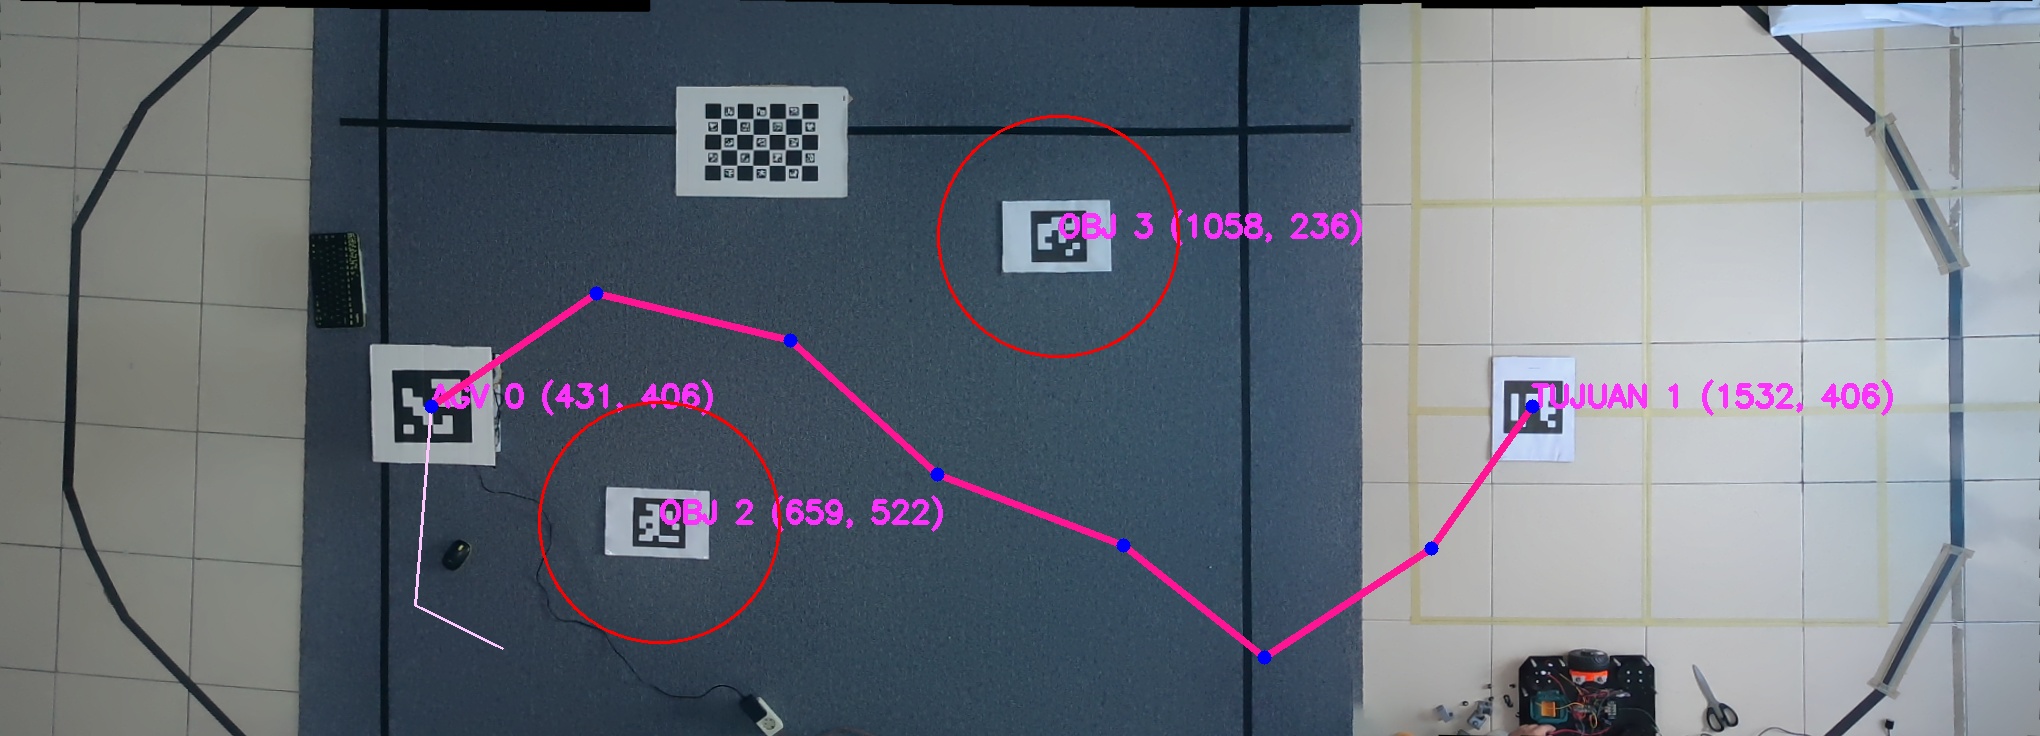 OBJ 3 (1058, 236)
AGV 0 (431, 406)
TUJUAN 1 (1532, 406)
OBJ 2 (659, 522)